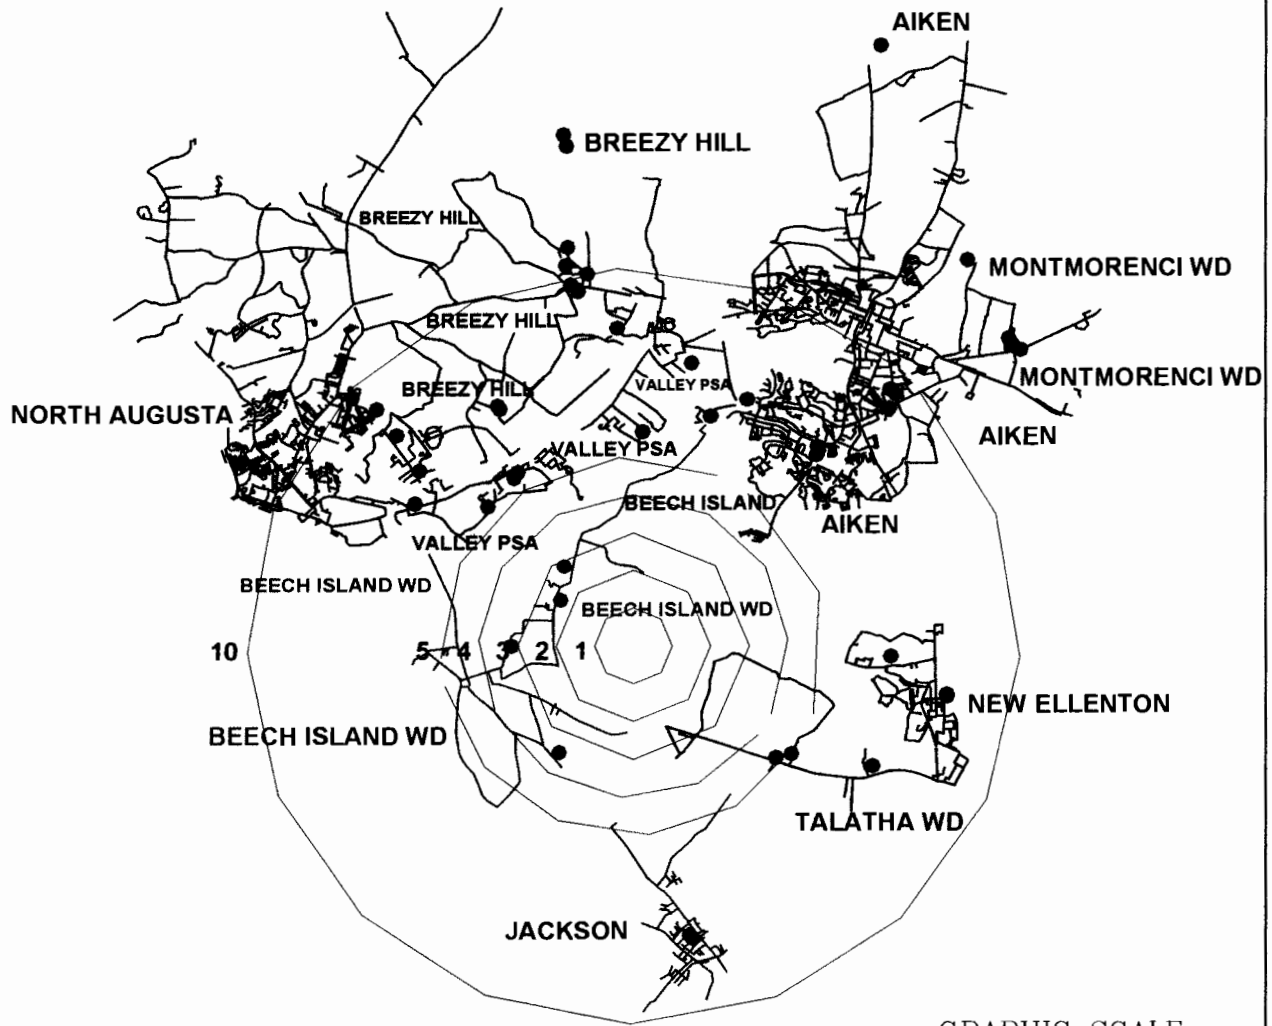 AIKEN
BREEZY HILL
BREEZY HILL
MONTMORENCI WD
BREEZY HILL
VALLEY PSA
MONTMORENCI WD
BREEZY HILL
NORTH AUGUSTA
AIKEN
VALLEY PSA
BEECH ISLAND
AIKEN
VALLEY PSA
BEECH ISLAND WD
BEECH ISLAND WD
10 5 4 3 2 1
NEW ELLENTON
BEECH ISLAND WD
TALATHA WD
JACKSON
GRAPHIC SCALE